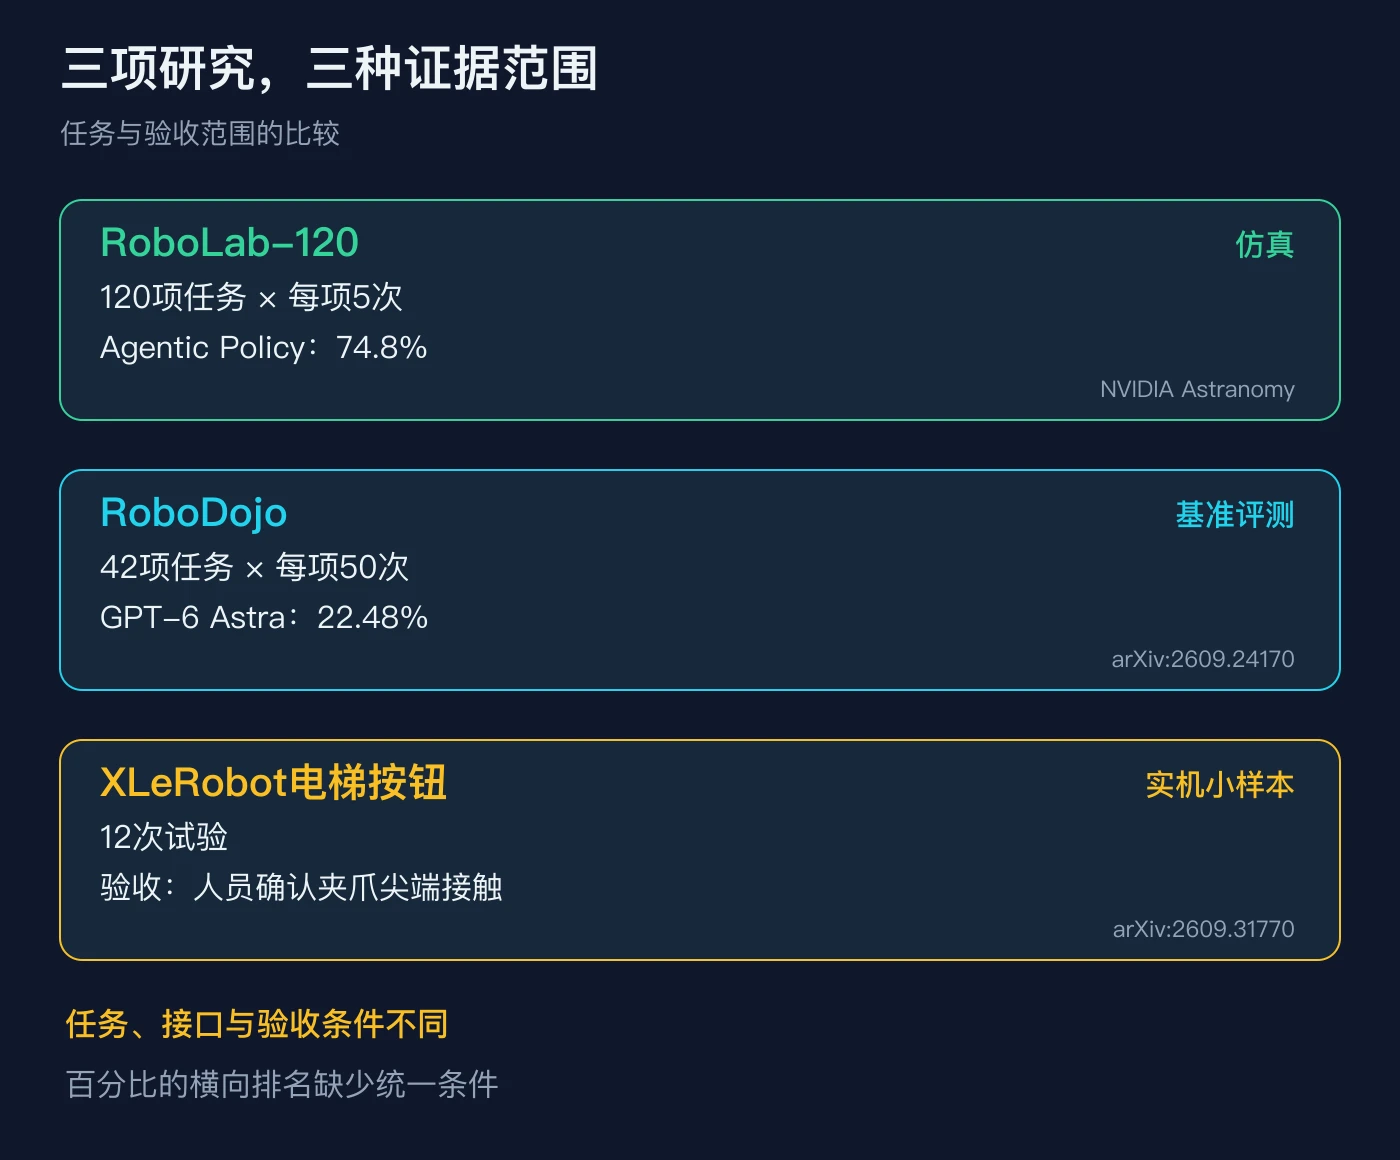 三项研究，三种证据范围
任务与验收范围的比较
RoboLab-120
仿真
120项任务 × 每项5次
Agentic Policy：74.8%
NVIDIA Astranomy
RoboDojo
基准评测
42项任务 × 每项50次
GPT-6 Astra：22.48%
arXiv:2609.24170
XLeRobot电梯按钮
实机小样本
12次试验
验收：人员确认夹爪尖端接触
arXiv:2609.31770
任务、接口与验收条件不同
百分比的横向排名缺少统一条件